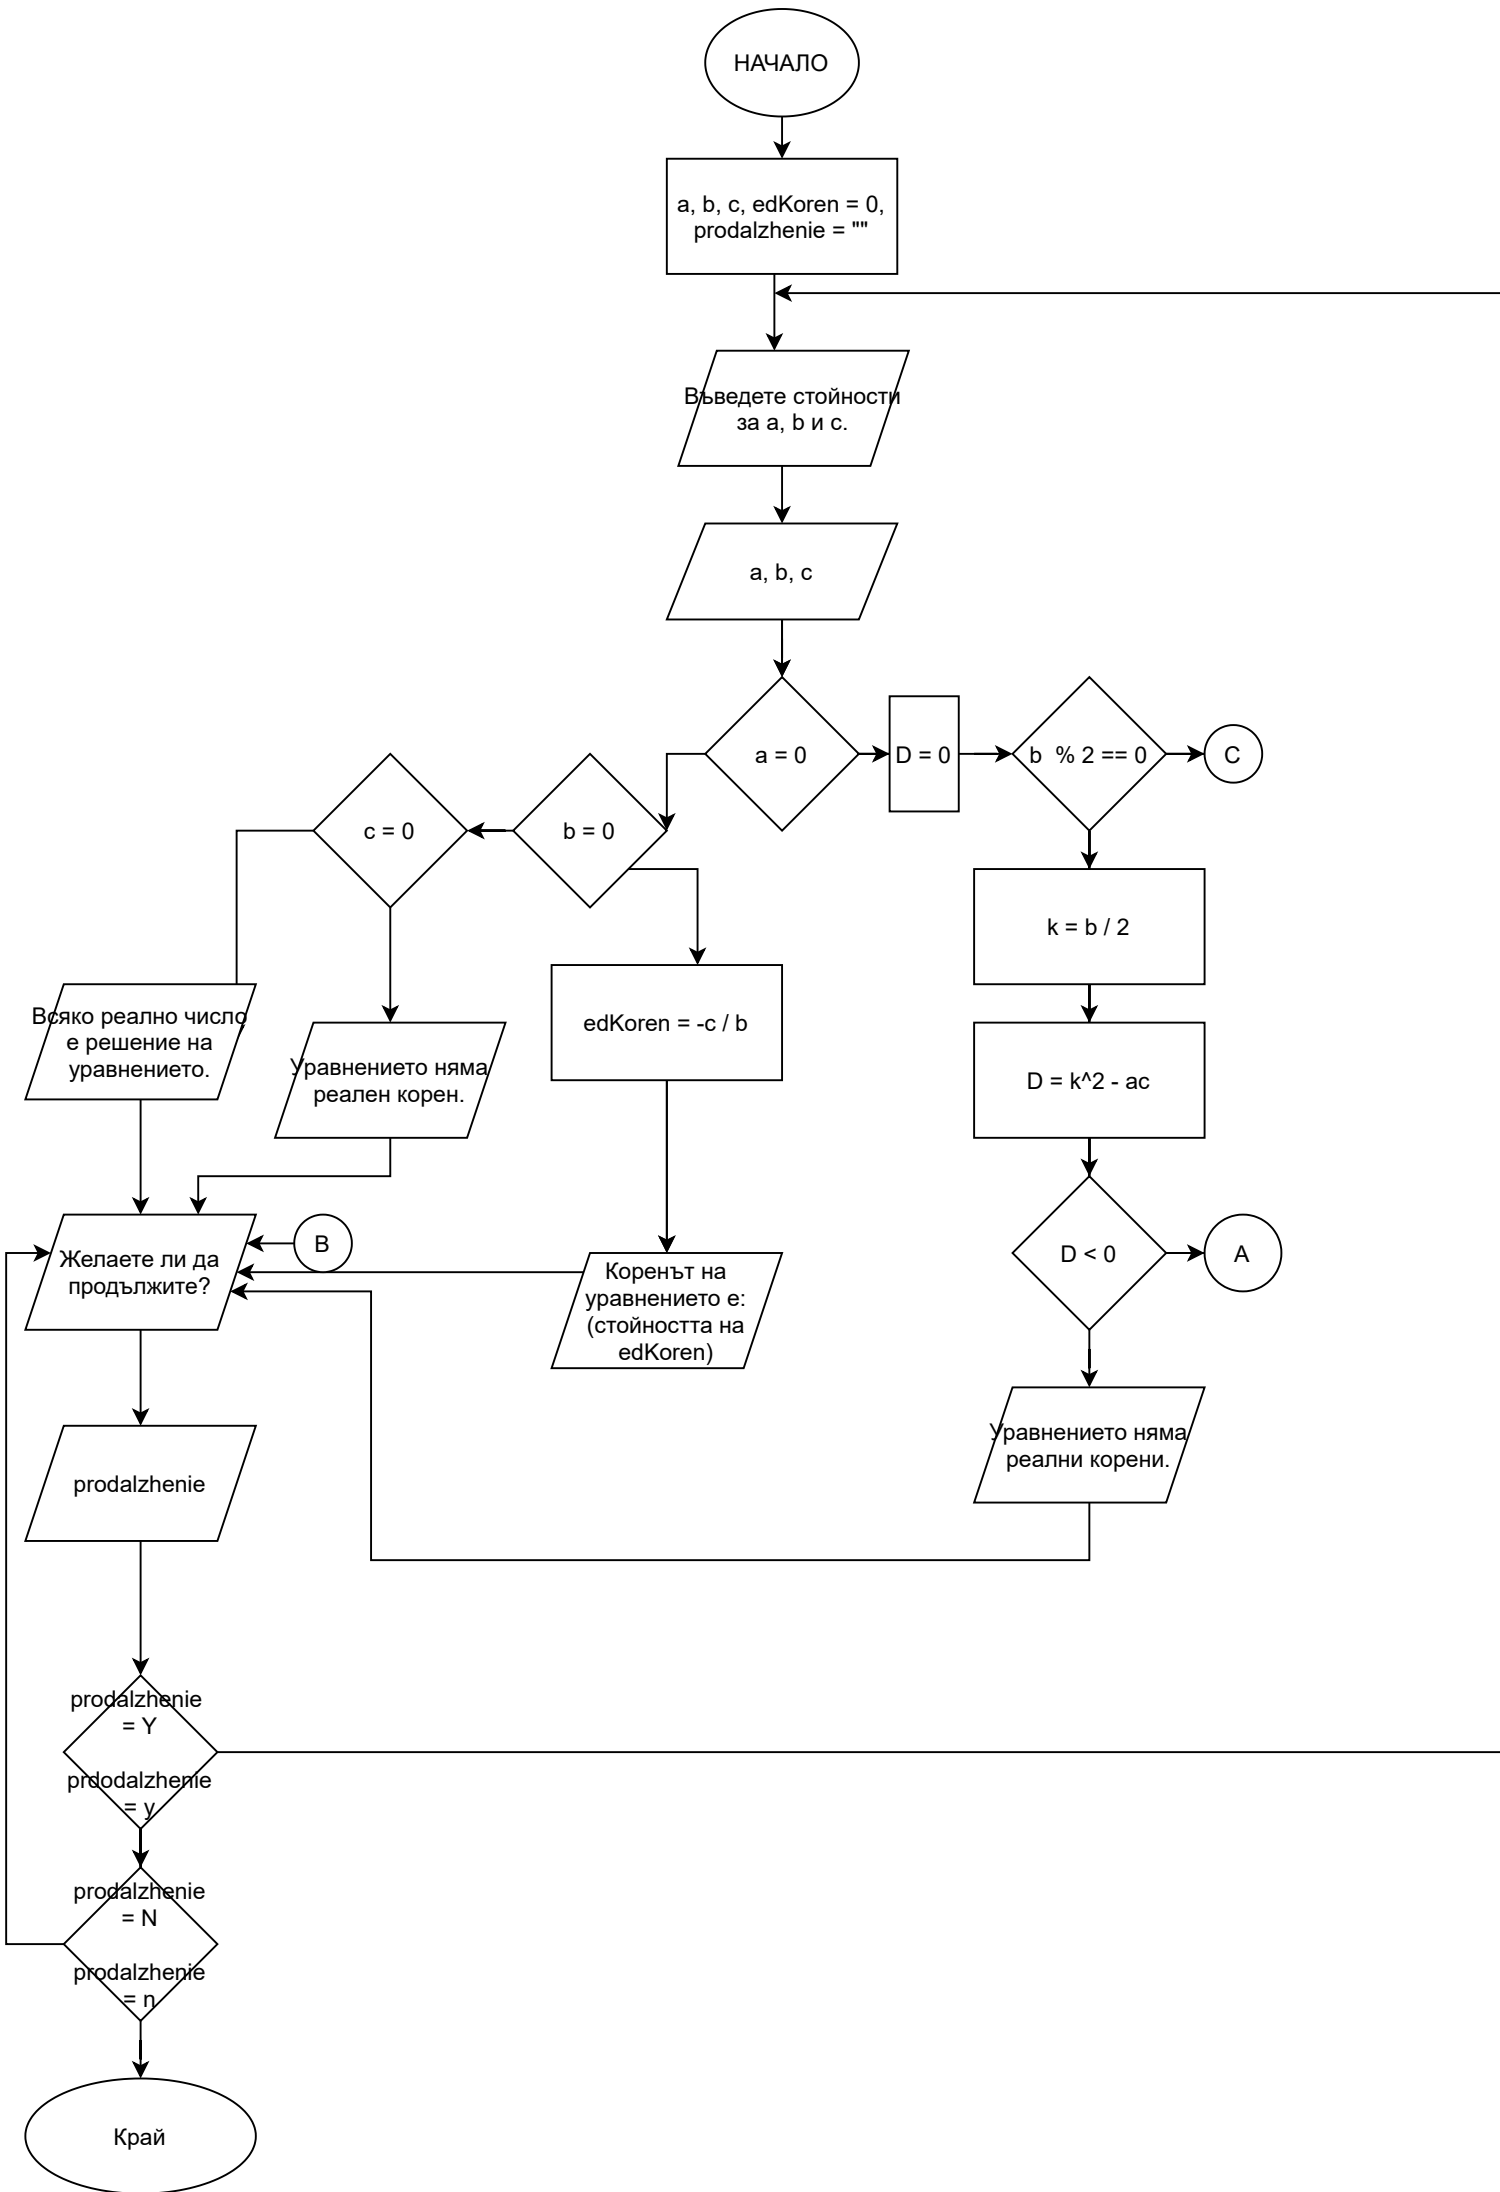 НАЧАЛО
a, b, c, edKoren = 0,
prodalzhenie = ""
Въведете стойности
за a, b и c.
a, b, c
a = 0
D = 0
b % 2 == 0
C
c = 0
b = 0
k = b / 2
Всяко реално число
е решение на
уравнението.
Уравнението няма
реален корен.
edKoren = -c / b
D = k^2 - ac
Желаете ли да
продължите?
B
Коренът на
уравнението е:
(стойността на
edKoren)
D < 0
A
prodalzhenie
Уравнението няма
реални корени.
prodalzhenie
= Y
prdodalzhenie
= y
prodalzhenie
= N
prodalzhenie
= n
Край